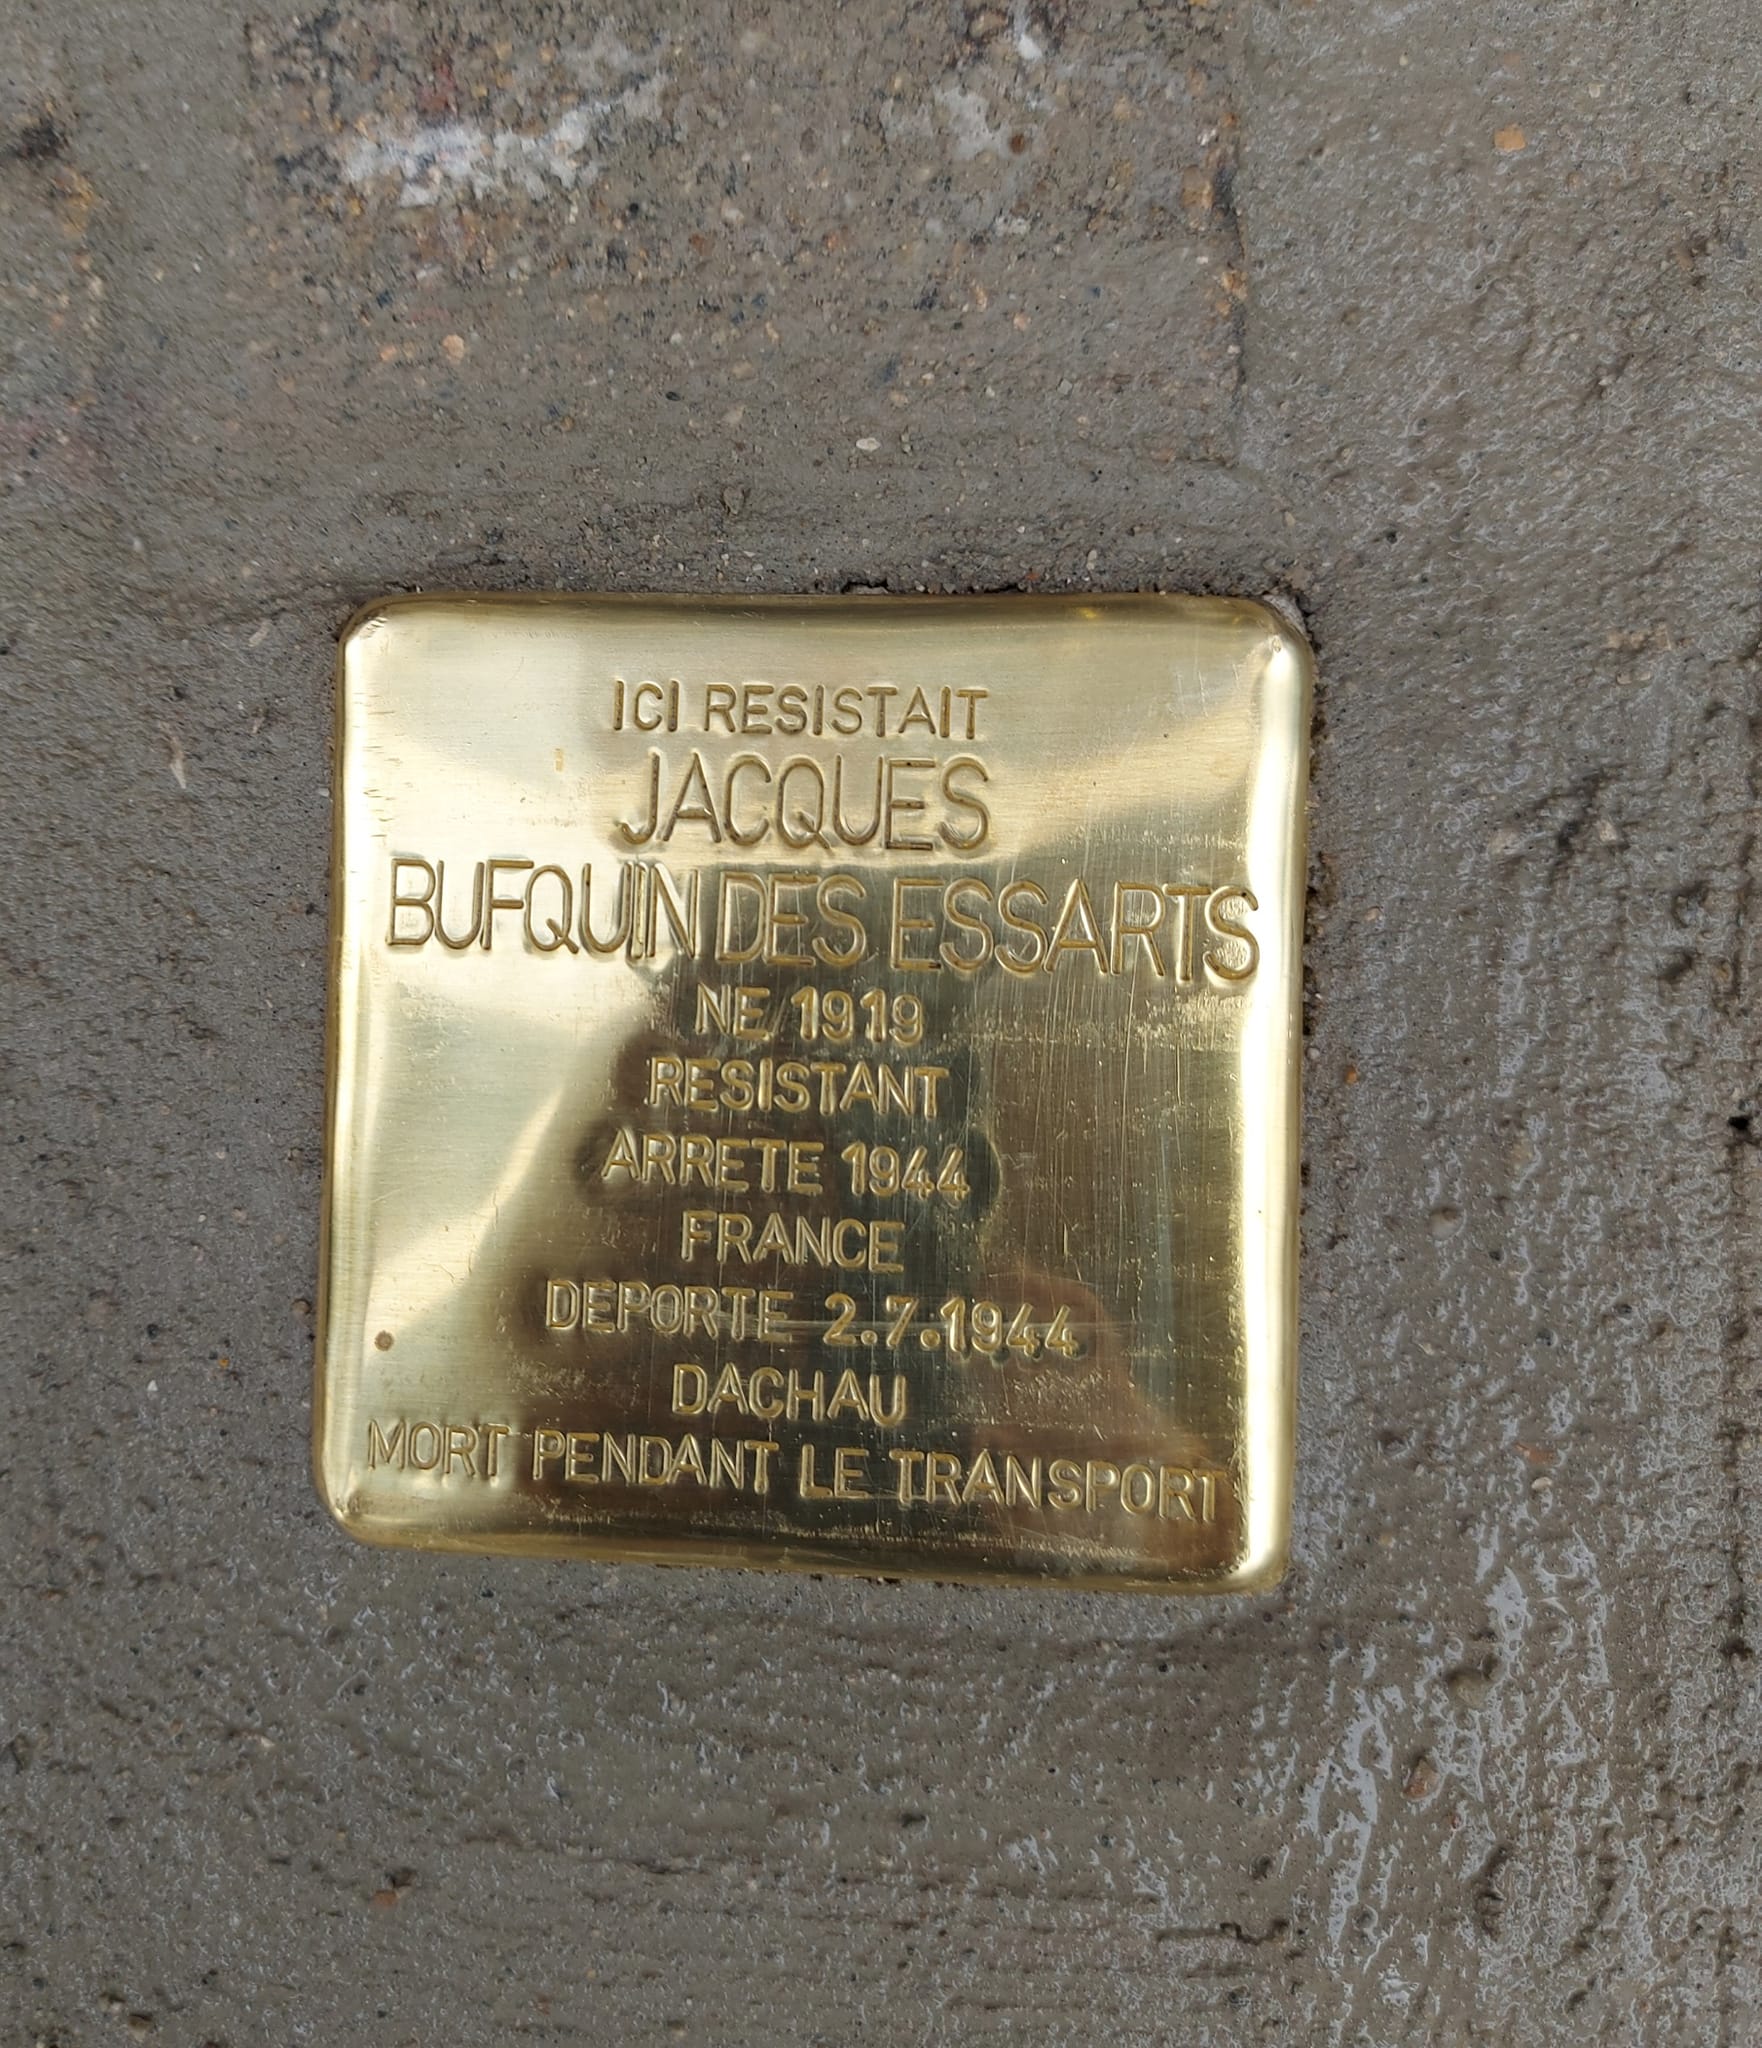 ICI RESISTAIT
JACQUES
BUFQUIN DES ESSARTS
NE 1919
RESISTANT
ARRETE 1944
FRANCE
DEPORTE 2.7.1944
DACHAU
MORT PENDANT LE TRANSPORT